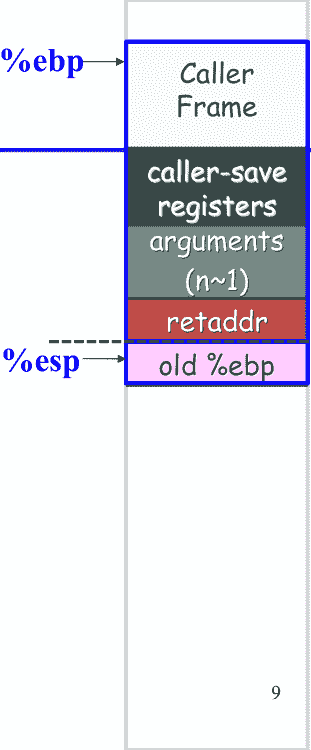 %ebp
Caller
Frame
caller-save
registers
arguments
(n~1)
retaddr
%esp
old %ebp
9